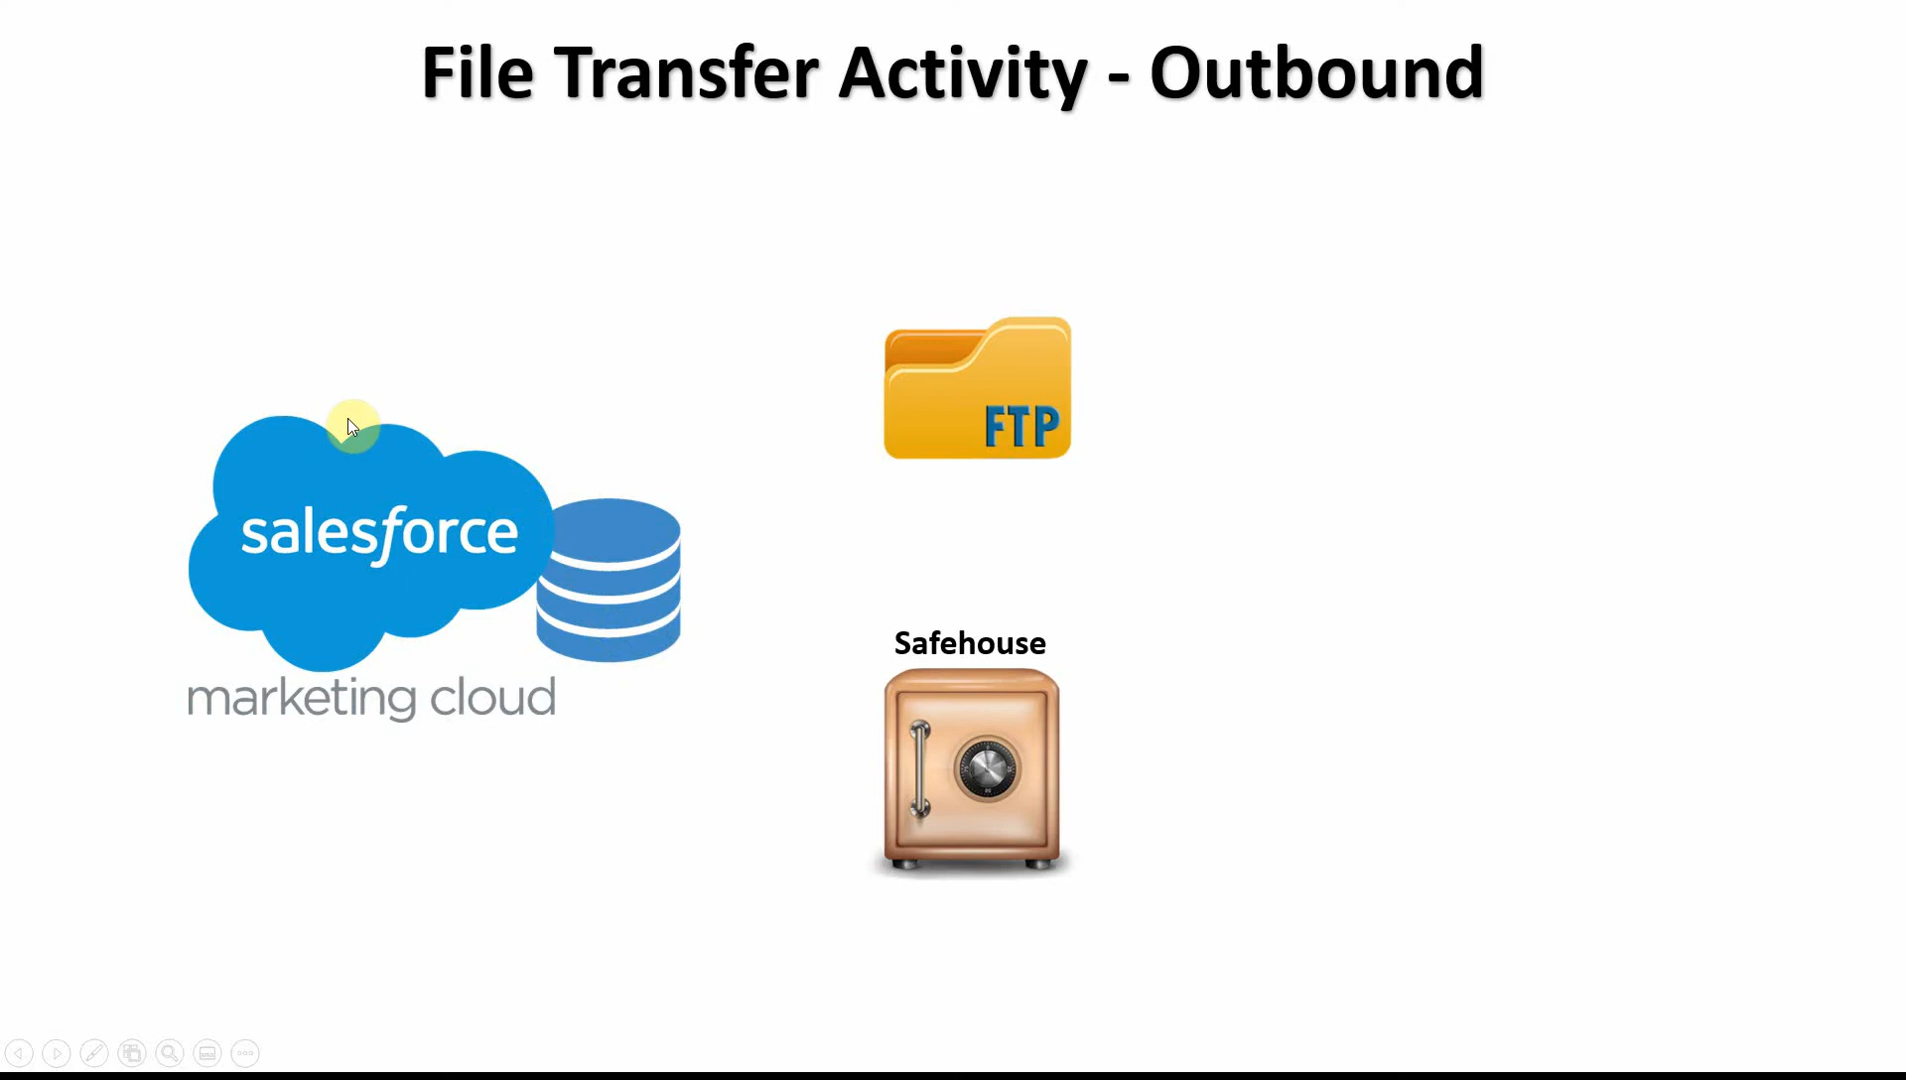 File Transfer Activity - Outbound
FTP
salesforce
marketing cloud
Safehouse